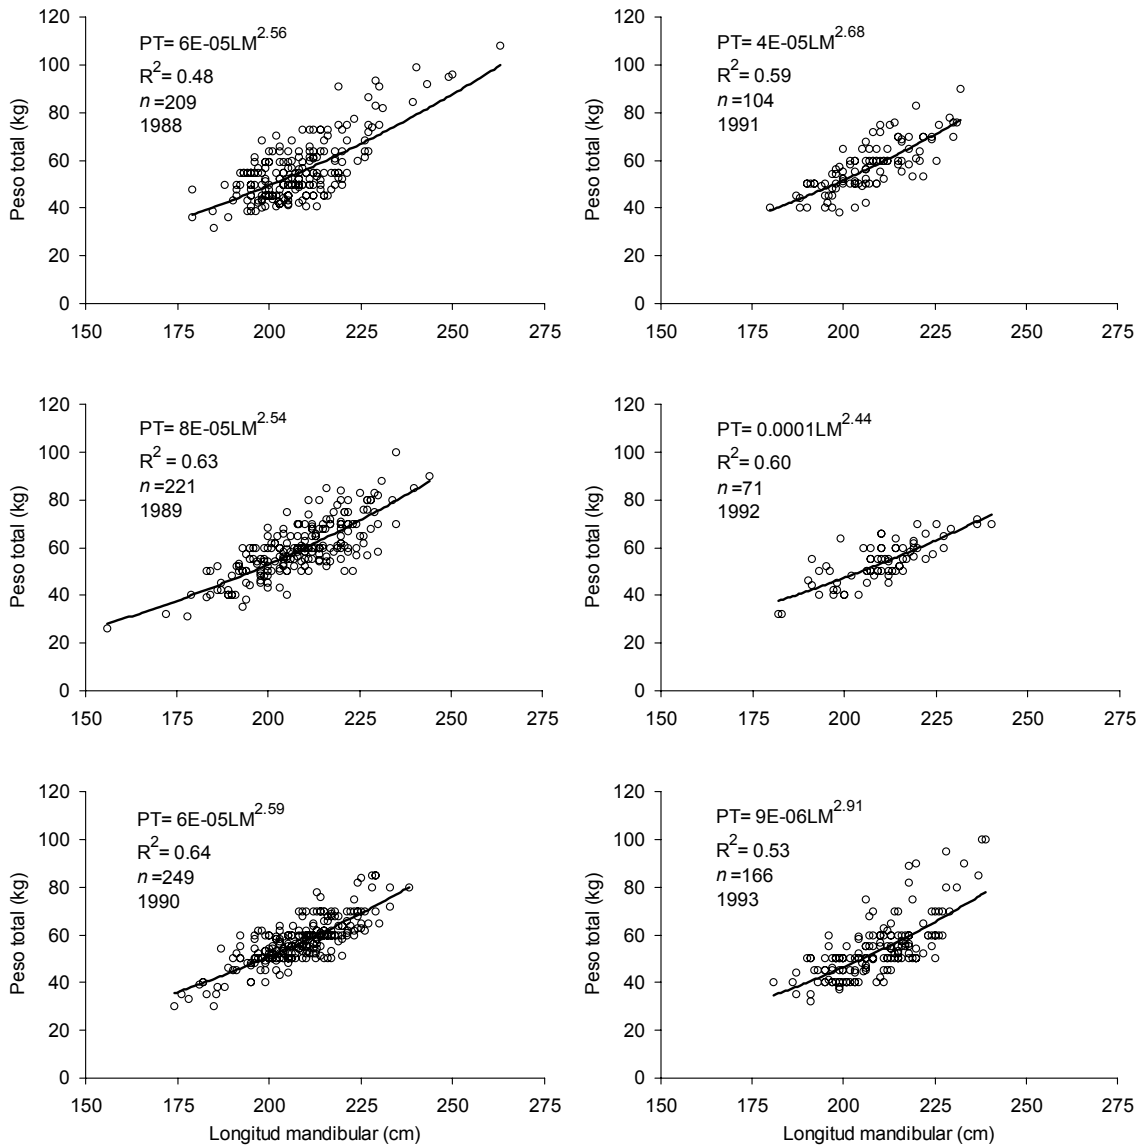 120
100
80
60
40
20
0
Peso total (kg)
PT= 6E-05LM^2.56
R^2= 0.48
n=209
1988
150 175 200 225 250 275
120
100
80
60
40
20
0
Peso total (kg)
PT= 4E-05LM^2.68
R^2= 0.59
n=104
1991
150 175 200 225 250 275
120
100
80
60
40
20
0
Peso total (kg)
PT= 8E-05LM^2.54
R^2 = 0.63
n=221
1989
150 175 200 225 250 275
120
100
80
60
40
20
0
Peso total (kg)
PT= 0.0001LM^2.44
R^2 = 0.60
n=71
1992
150 175 200 225 250 275
120
100
80
60
40
20
0
Peso total (kg)
PT= 6E-05LM^2.59
R^2= 0.64
n=249
1990
150 175 200 225 250 275
Longitud mandibular (cm)
120
100
80
60
40
20
0
Peso total (kg)
PT= 9E-06LM^2.91
R^2= 0.53
n=166
1993
150 175 200 225 250 275
Longitud mandibular (cm)